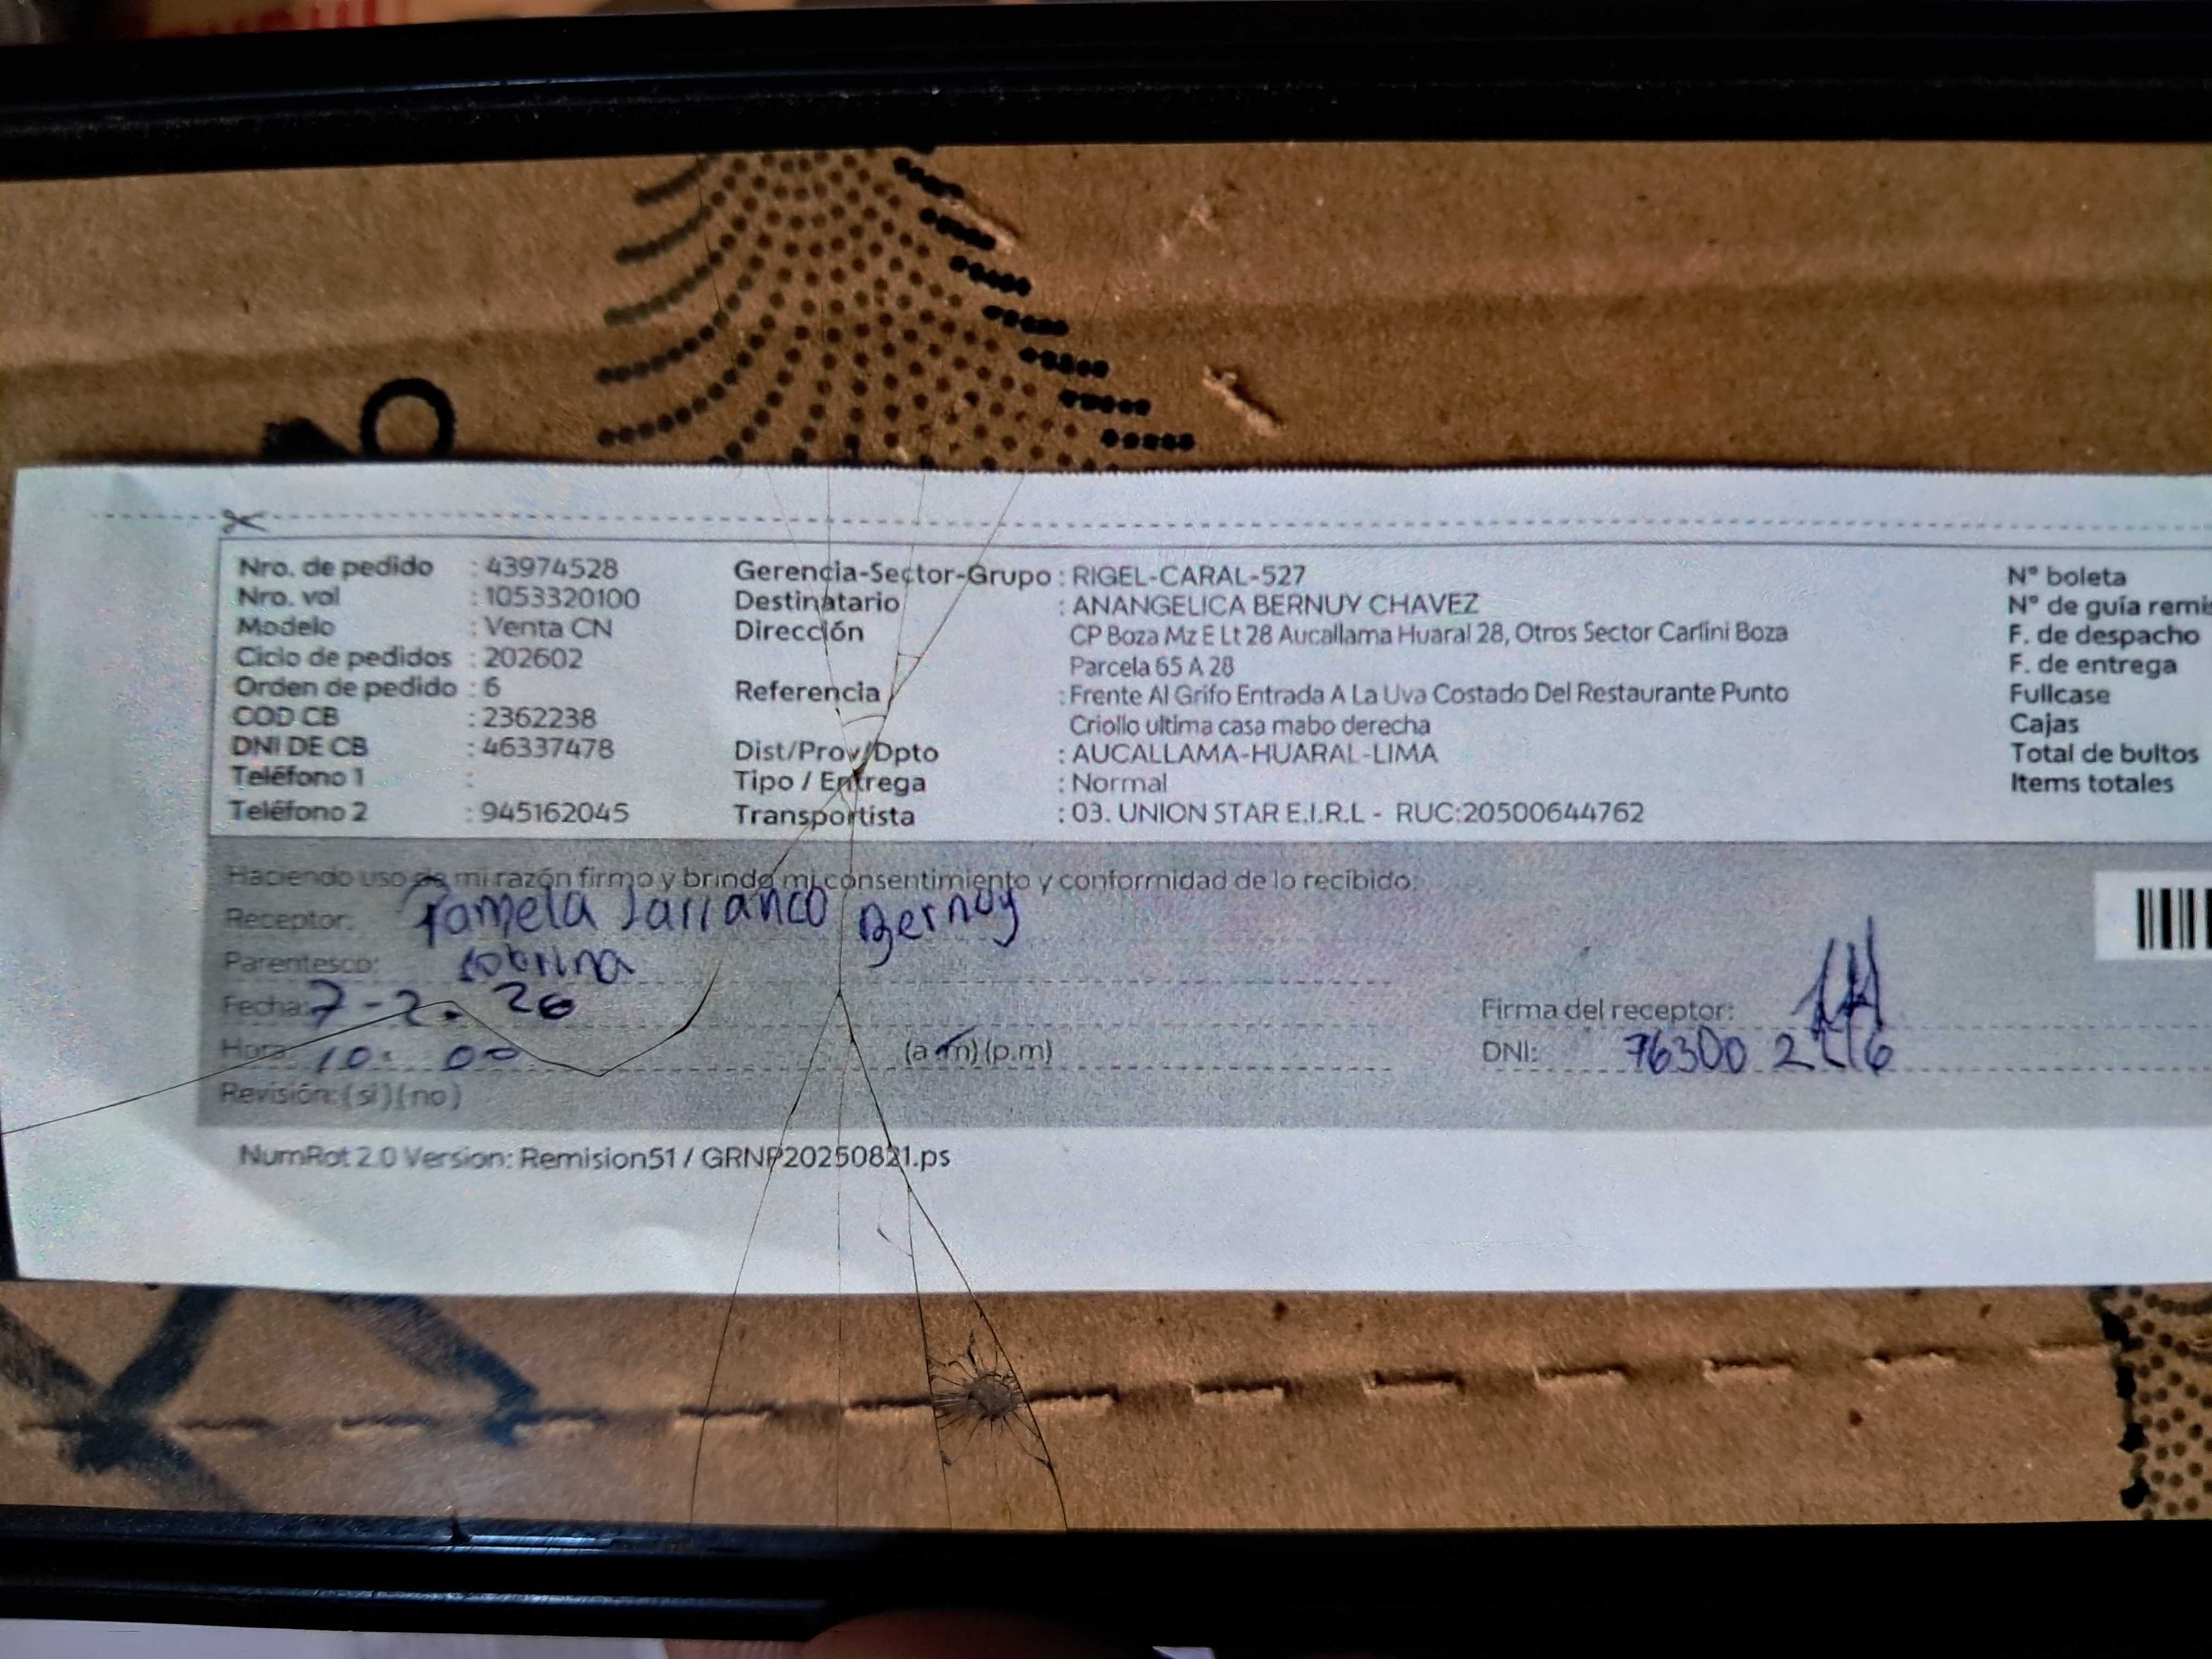 Nro. de pedido : 43974528
Nro. val : 1053320100
Modelo : Venta CN
Ciclo de pedidos : 202602
Orden de pedido : 6
COD CB : 2362238
DNI DE CB : 46337478
Teléfono 1 :
Teléfono 2 : 945162045
Gerencia-Sector-Grupo : RIGEL-CARAL-527
Destinatario : ANANGELICA BERNUY CHAVEZ
Dirección CP Boza Mz E Lt 28 Aucallama Huaral 28, Otros Sector Carlini Boza
Parcela 65 A 28
Referencia : Frente Al Grifo Entrada A La Uva Costado Del Restaurante Punto
Criollo ultima casa mabo derecha
Dist/Prov/Dpto : AUCALLAMA-HUARAL-LIMA
Tipo / Entrega : Normal
Transportista : 03. UNION STAR E.I.R.L - RUC:20500644762
N° boleta
N° de guía
F. de despacho
F. de entrega
Fullcase
Cajas
Total de bultos
Items totales
Haciendo uso de mi razón firmo y brindo mi consentimiento y conformidad de lo recibido:
Receptor: Pamela Bernuy
Parentesco: sobrina
Fecha: 7-2. 26
Hora: 10: 00 (a.m)(p.m)
Revisión: (si)(no)
Firma del receptor:
DNI: 76300
NumRot 2.0 Version: Remision51 / GRNP20250821.ps